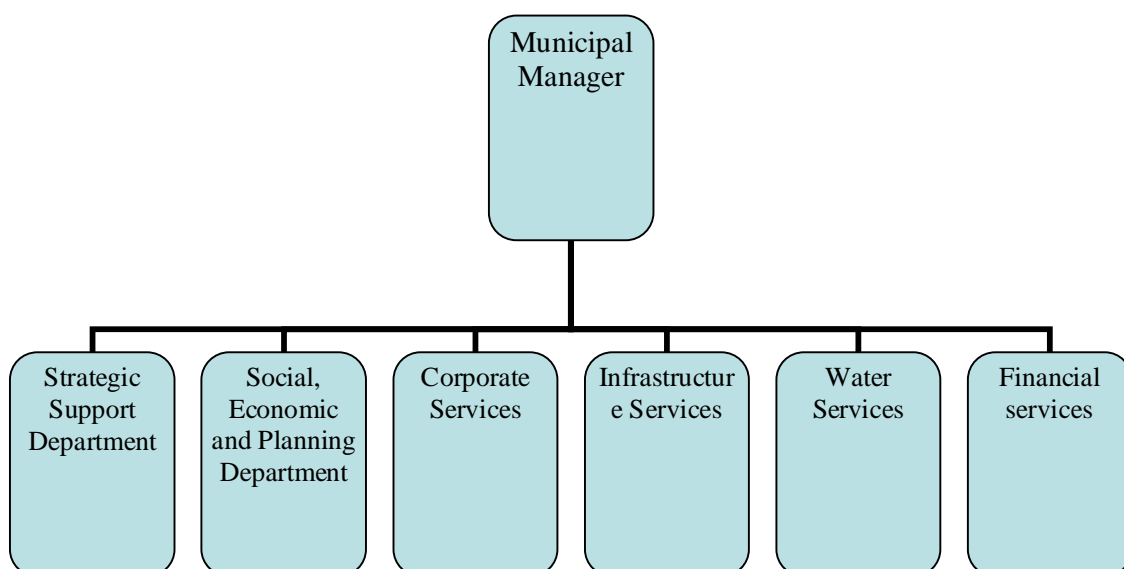 Municipal
Manager
Strategic
Support
Department
Social,
Economic
and Planning
Department
Corporate
Services
Infrastructur
e Services
Water
Services
Financial
services